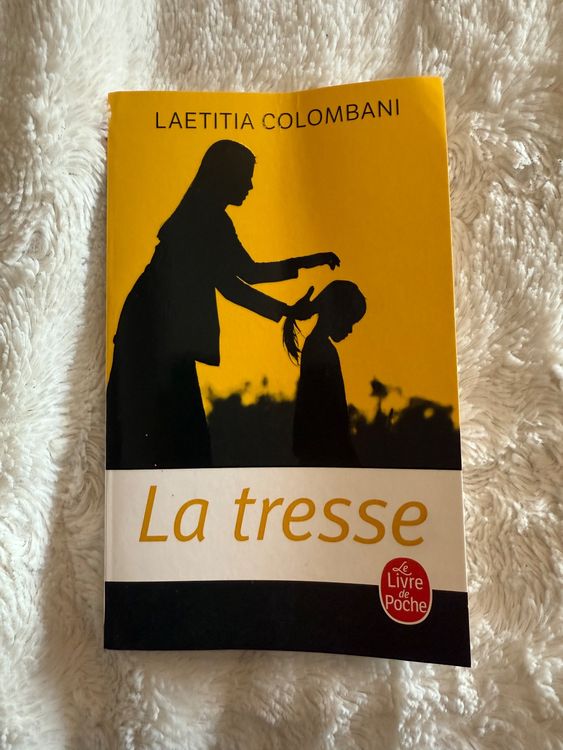 LAETITIA COLOMBANI
La tresse
Le
Livre
de
Poche